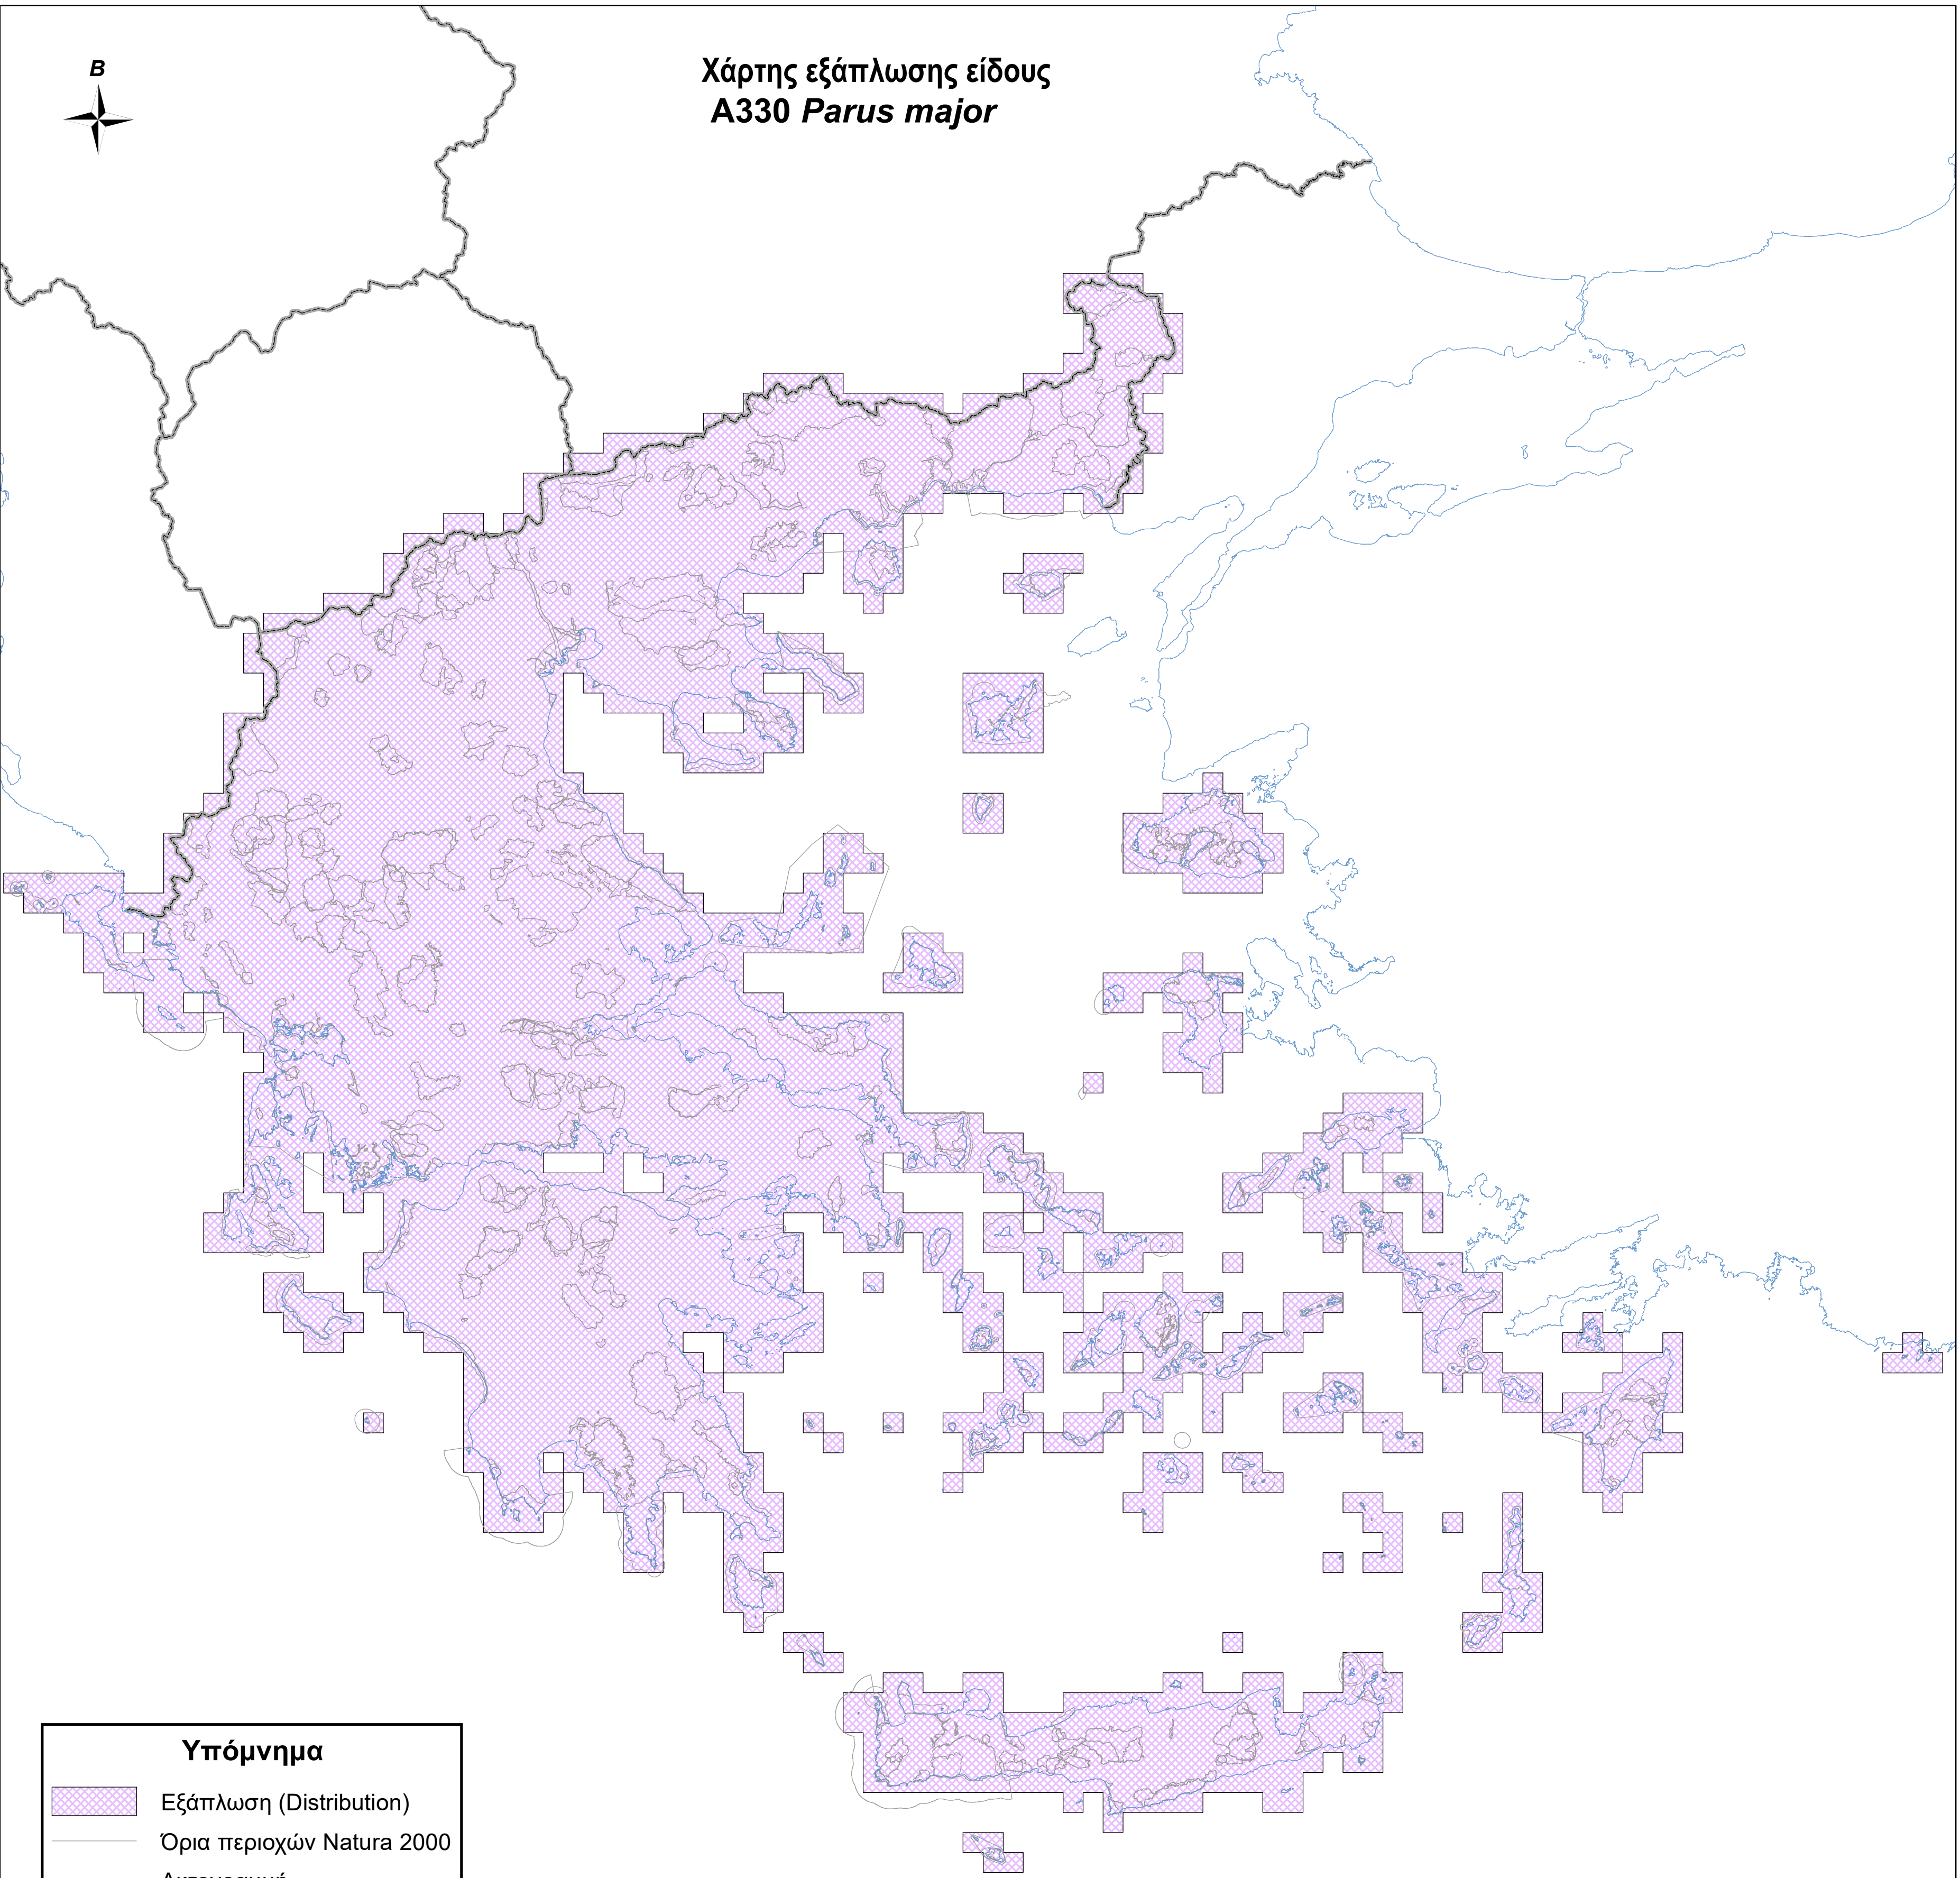 Β
Χάρτης εξάπλωσης είδους
A330 Parus major
Υπόμνημα
Εξάπλωση (Distribution)
Όρια περιοχών Natura 2000